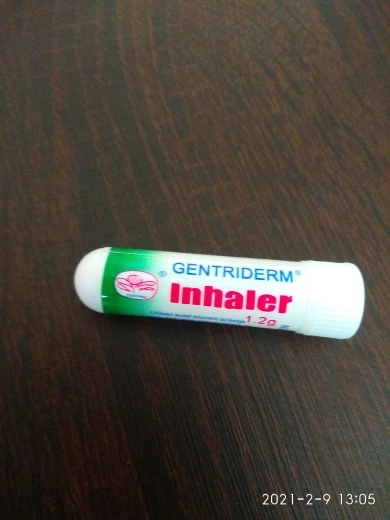 GENTRIDERM®
®
Inhaler
1.2g
2021-2-9 13:05